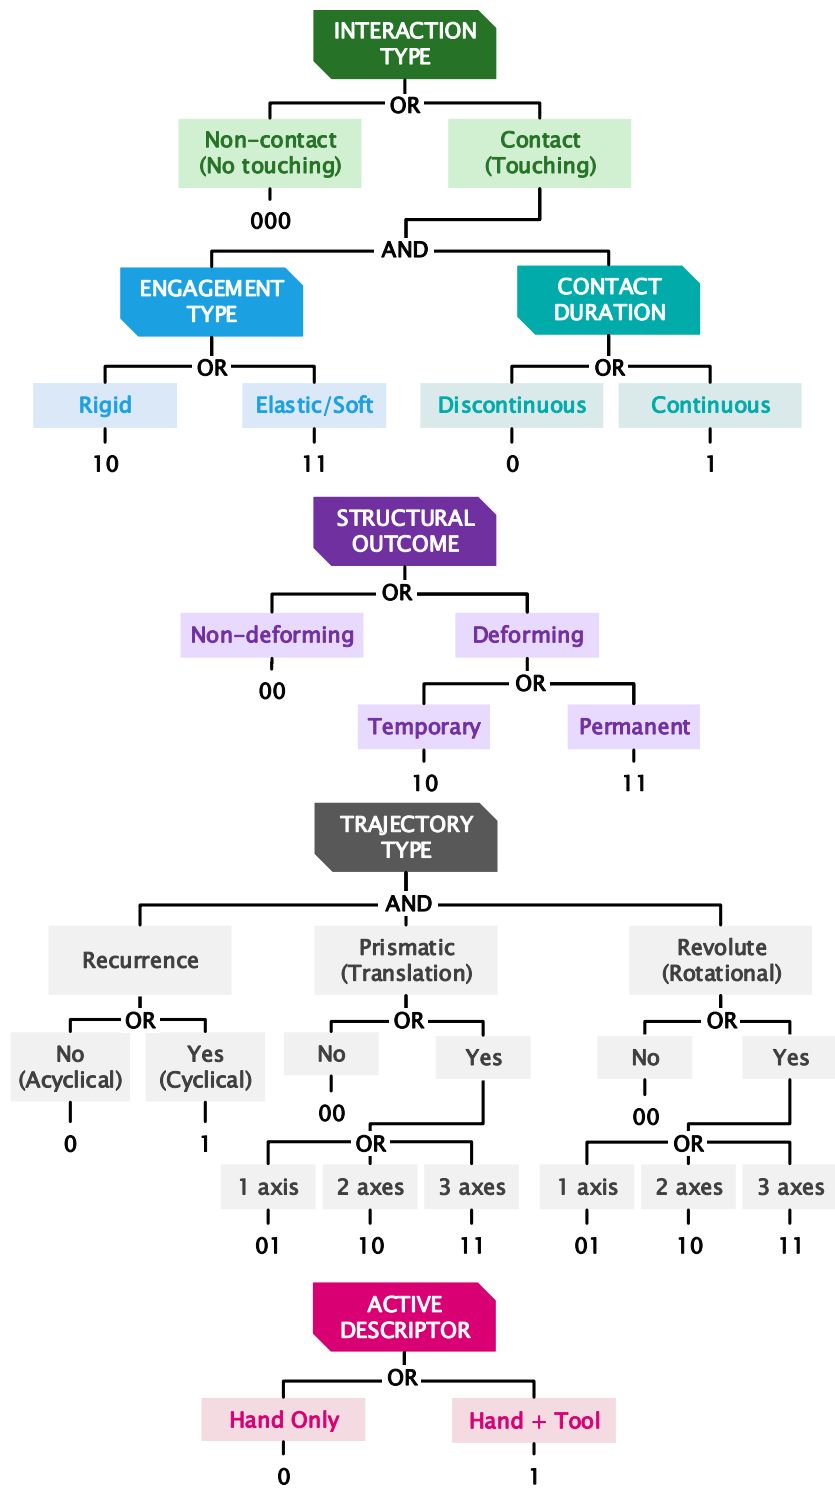 INTERACTION
TYPE
OR
Non-contact
(No touching)
Contact
(Touching)
000
AND
ENGAGEMENT
TYPE
CONTACT
DURATION
OR
OR
Rigid
Elastic/Soft
Discontinuous
Continuous
10
11
0
1
STRUCTURAL
OUTCOME
OR
Non-deforming
Deforming
00
OR
Temporary
Permanent
10
11
TRAJECTORY
TYPE
AND
Recurrence
Prismatic
(Translation)
Revolute
(Rotational)
OR
OR
OR
No
(Acyclical)
Yes
(Cyclical)
No
Yes
No
Yes
0
1
00
00
OR
OR
1 axis
2 axes
3 axes
1 axis
2 axes
3 axes
01
10
11
01
10
11
ACTIVE
DESCRIPTOR
OR
Hand Only
Hand + Tool
0
1